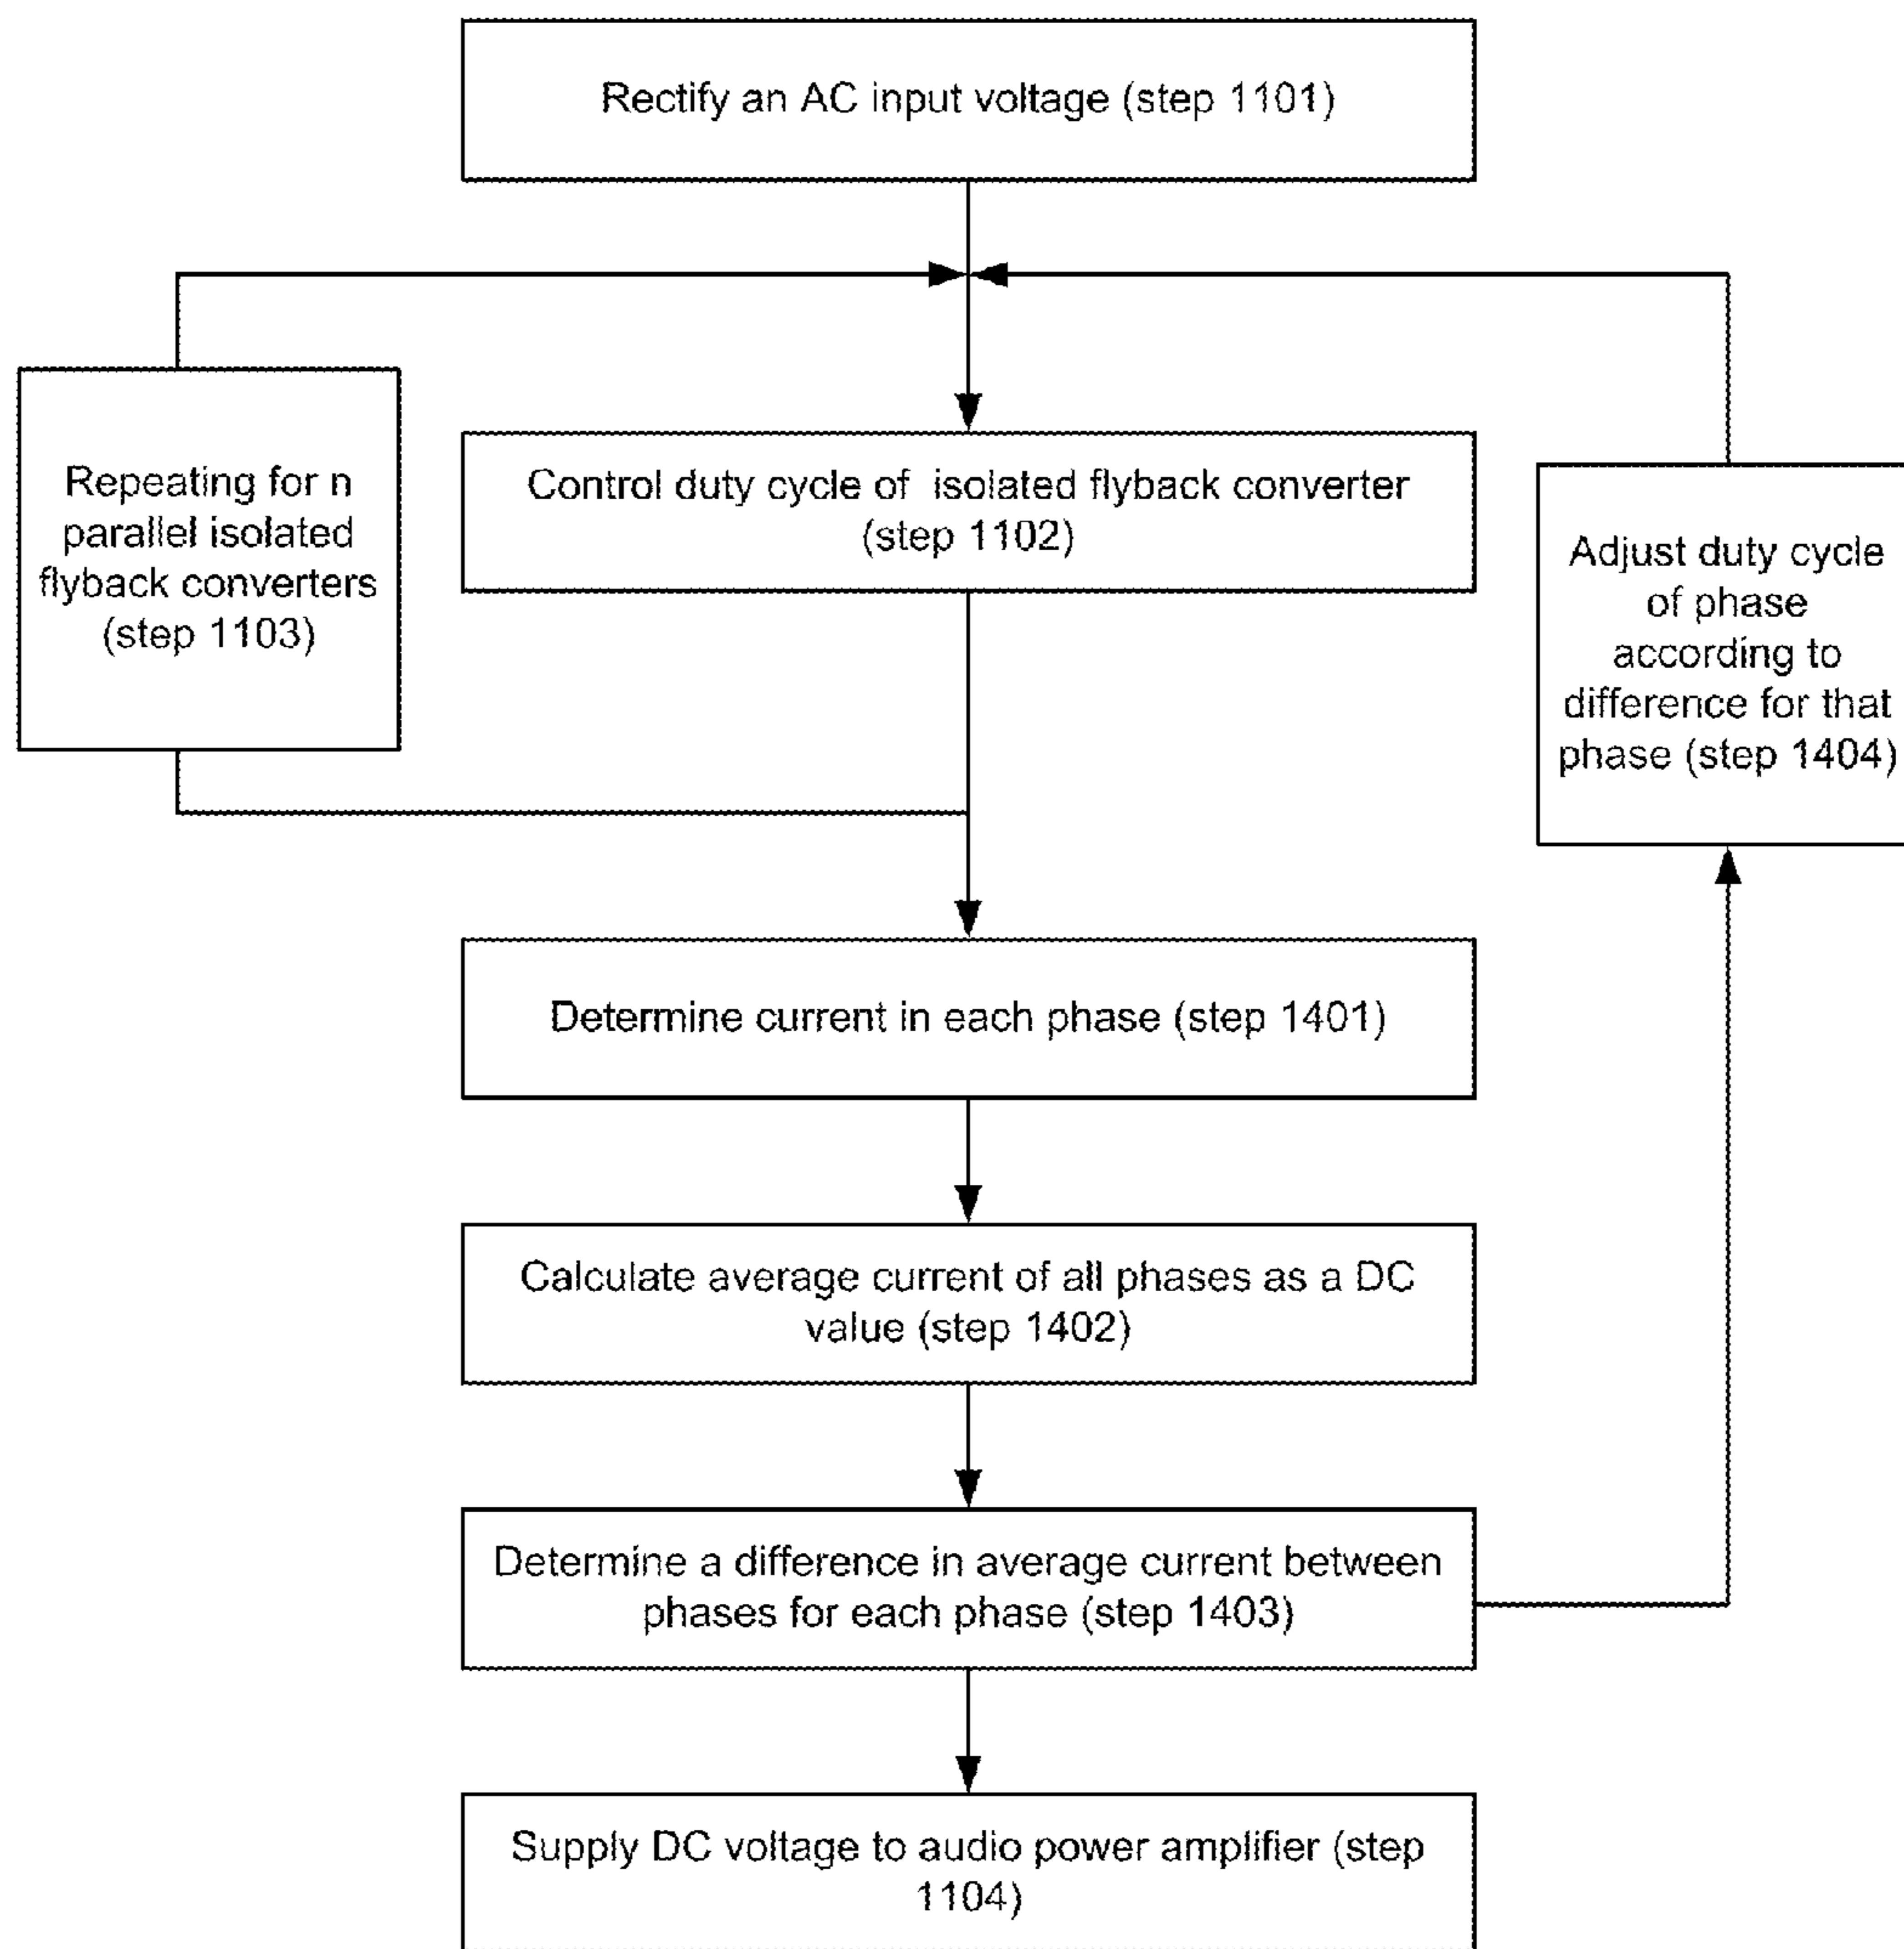 Rectify an AC input voltage (step 1101)
Repeating for n
parallel isolated
flyback converters
(step 1103)
Control duty cycle of isolated flyback converter
(step 1102)
Adjust duty cycle
of phase
according to
difference for that
phase (step 1404)
Determine current in each phase (step 1401)
Calculate average current of all phases as a DC
value (step 1402)
Determine a difference in average current between
phases for each phase (step 1403)
Supply DC voltage to audio power amplifier (step
1104)